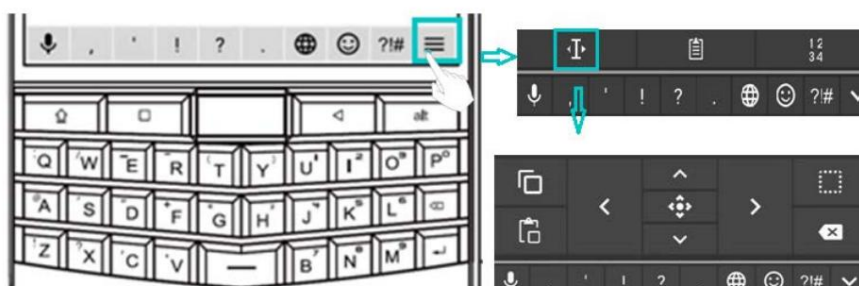 , ' ! ? . ?!#
alt
Q W E R ( T ) Y U I O P
@ A S D F G H J K L
! Z ? X C V B N M
1 2
3 4
, ' ! ? . ?!#
' ! ? ?!#